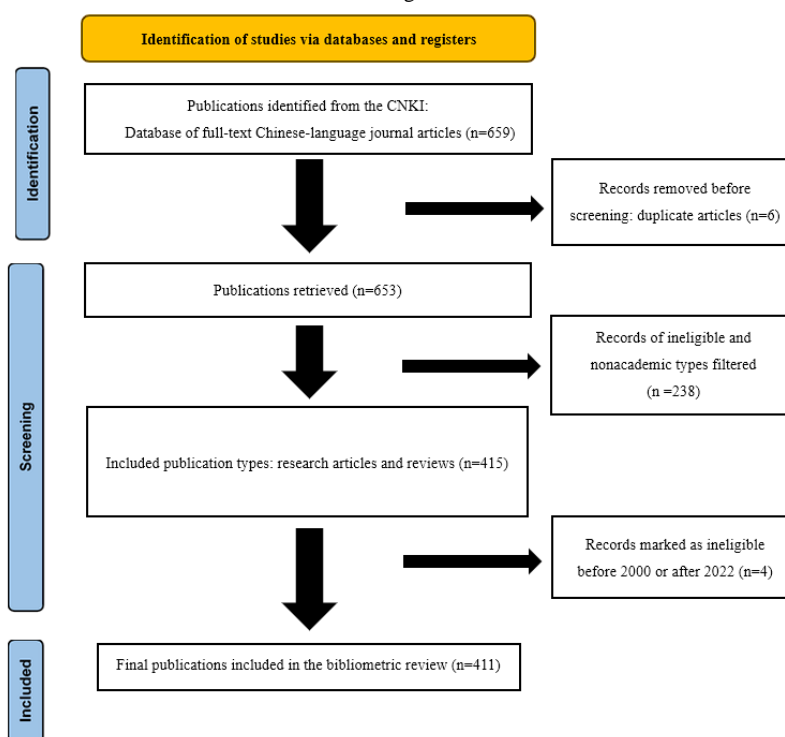 Identification of studies via databases and registers
Identification
Publications identified from the CNKI:
Database of full-text Chinese-language journal articles (n=659)
Records removed before
screening: duplicate articles (n=6)
Screening
Publications retrieved (n=653)
Records of ineligible and
nonacademic types filtered
(n =238)
Included publication types: research articles and reviews (n=415)
Records marked as ineligible
before 2000 or after 2022 (n=4)
Included
Final publications included in the bibliometric review (n=411)